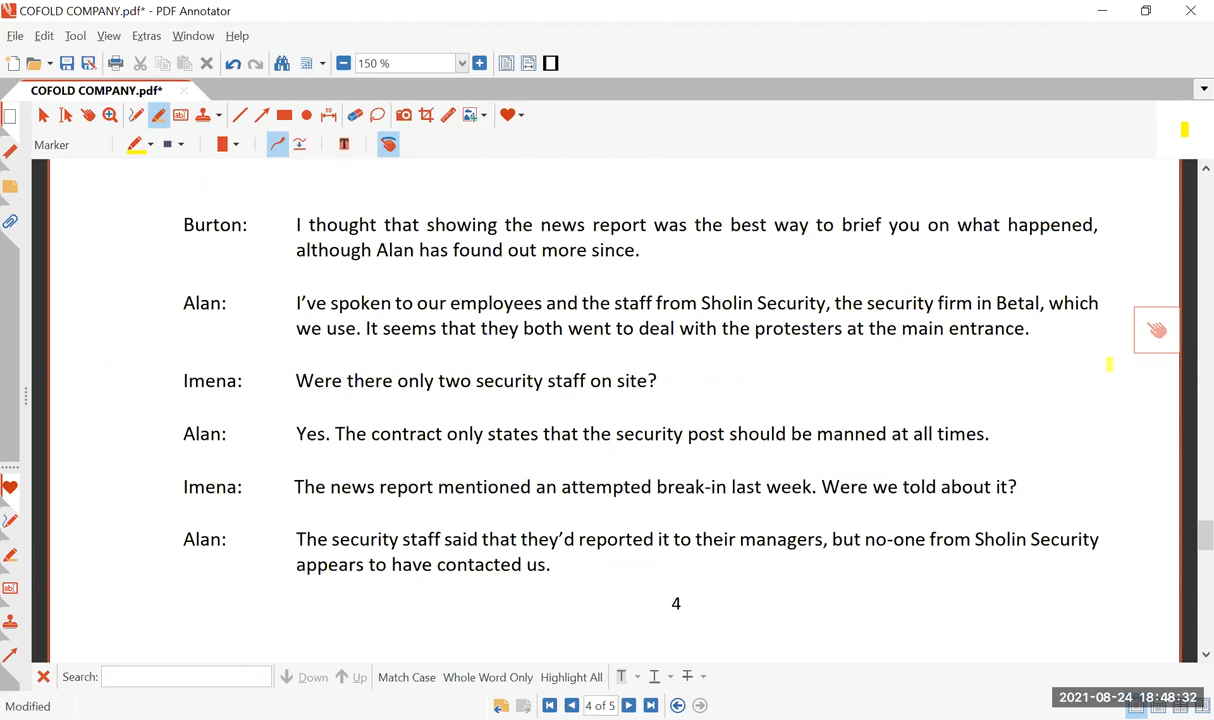 COFOLD COMPANY.pdf* - PDF Annotator
File Edit Tool View Extras Window Help
150 %
COFOLD COMPANY.pdf*
Marker
Burton: I thought that showing the news report was the best way to brief you on what happened,
although Alan has found out more since.
Alan: I've spoken to our employees and the staff from Sholin Security, the security firm in Betal, which
we use. It seems that they both went to deal with the protesters at the main entrance.
Imena: Were there only two security staff on site?
Alan: Yes. The contract only states that the security post should be manned at all times.
Imena: The news report mentioned an attempted break-in last week. Were we told about it?
Alan: The security staff said that they'd reported it to their managers, but no-one from Sholin Security
appears to have contacted us.
4
Search: Down Up Match Case Whole Word Only Highlight All
Modified 4 of 5 2021-08-24 18:48:32